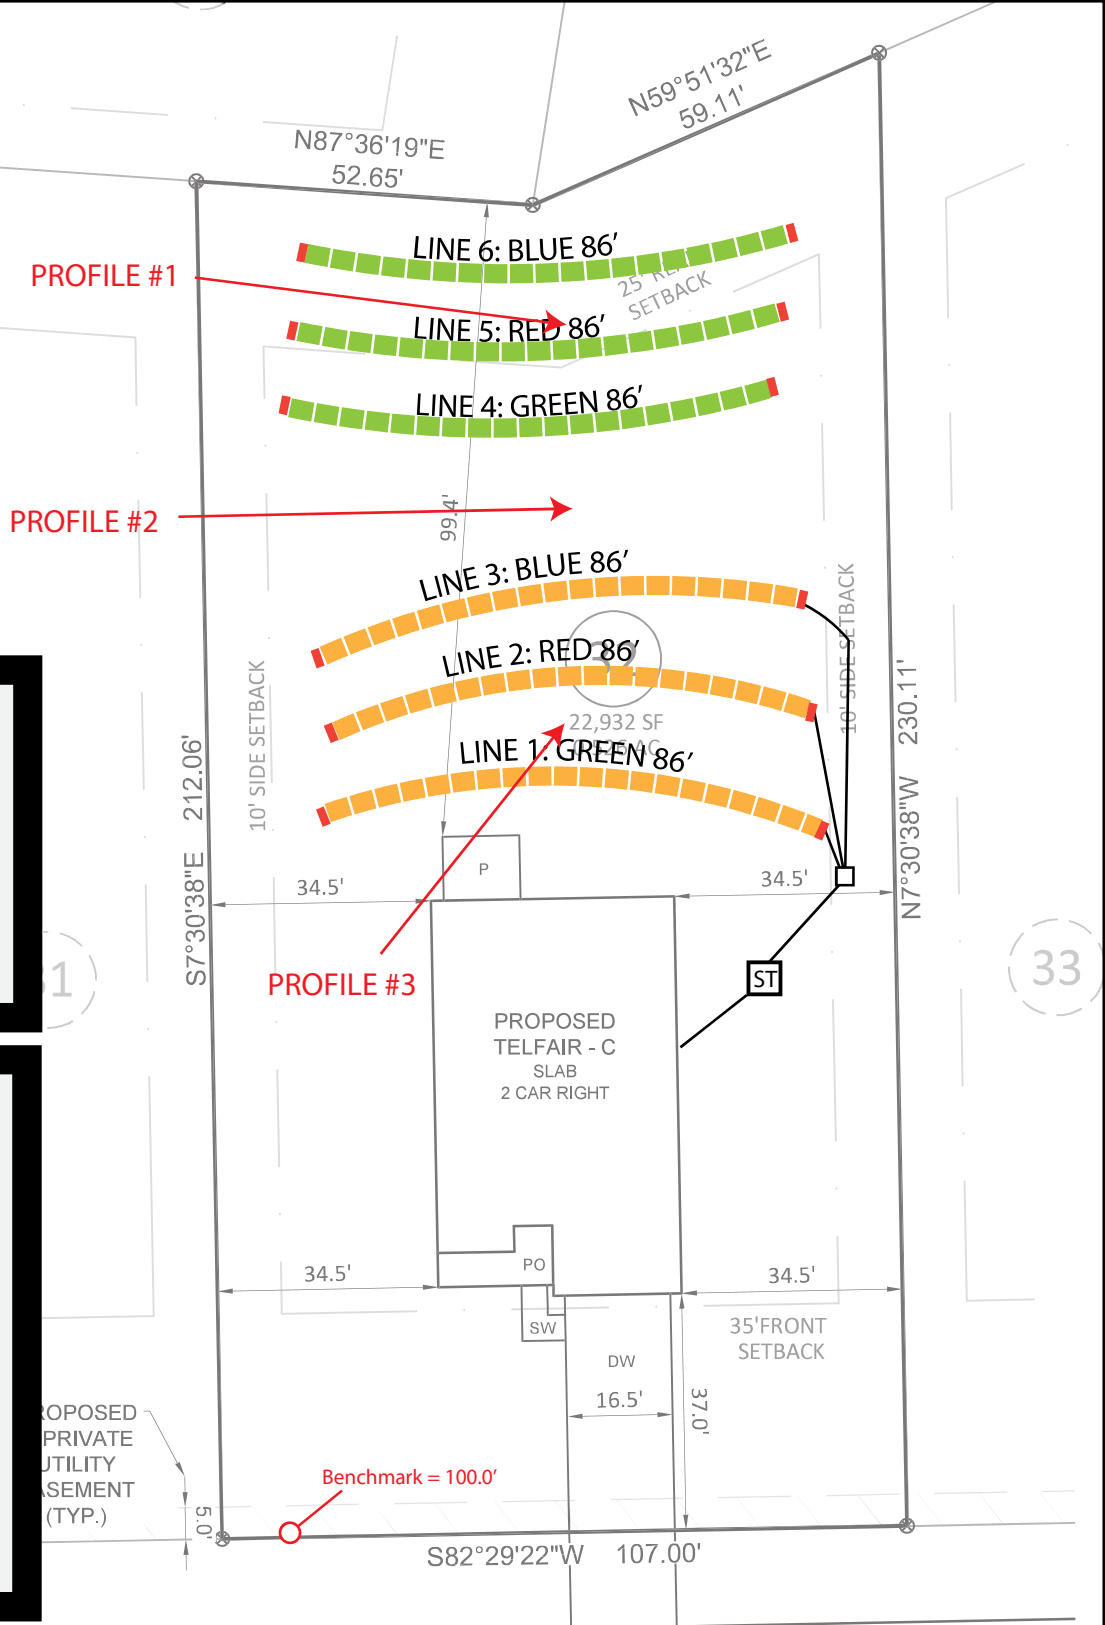 N59°51'32"E
59.11'
N87°36'19"E
52.65'
LINE 6: BLUE 86'
PROFILE #1
25' REAR
SETBACK
LINE 5: RED 86'
LINE 4: GREEN 86'
99.4'
PROFILE #2
LINE 3: BLUE 86'
10' SIDE SETBACK
LINE 2: RED 86'
32
10' SIDE SETBACK
22,932 SF
0.526 AC
LINE 1: GREEN 86'
S7°30'38"E 212.06'
N7°30'38"W 230.11'
P
34.5'
34.5'
31
33
ST
PROFILE #3
PROPOSED
TELFAIR - C
SLAB
2 CAR RIGHT
PO
34.5'
34.5'
SW
35'FRONT
SETBACK
DW
16.5'
37.0'
ROPOSED
PRIVATE
UTILITY
ASEMENT
(TYP.)
5.0'
Benchmark = 100.0'
S82°29'22"W 107.00'